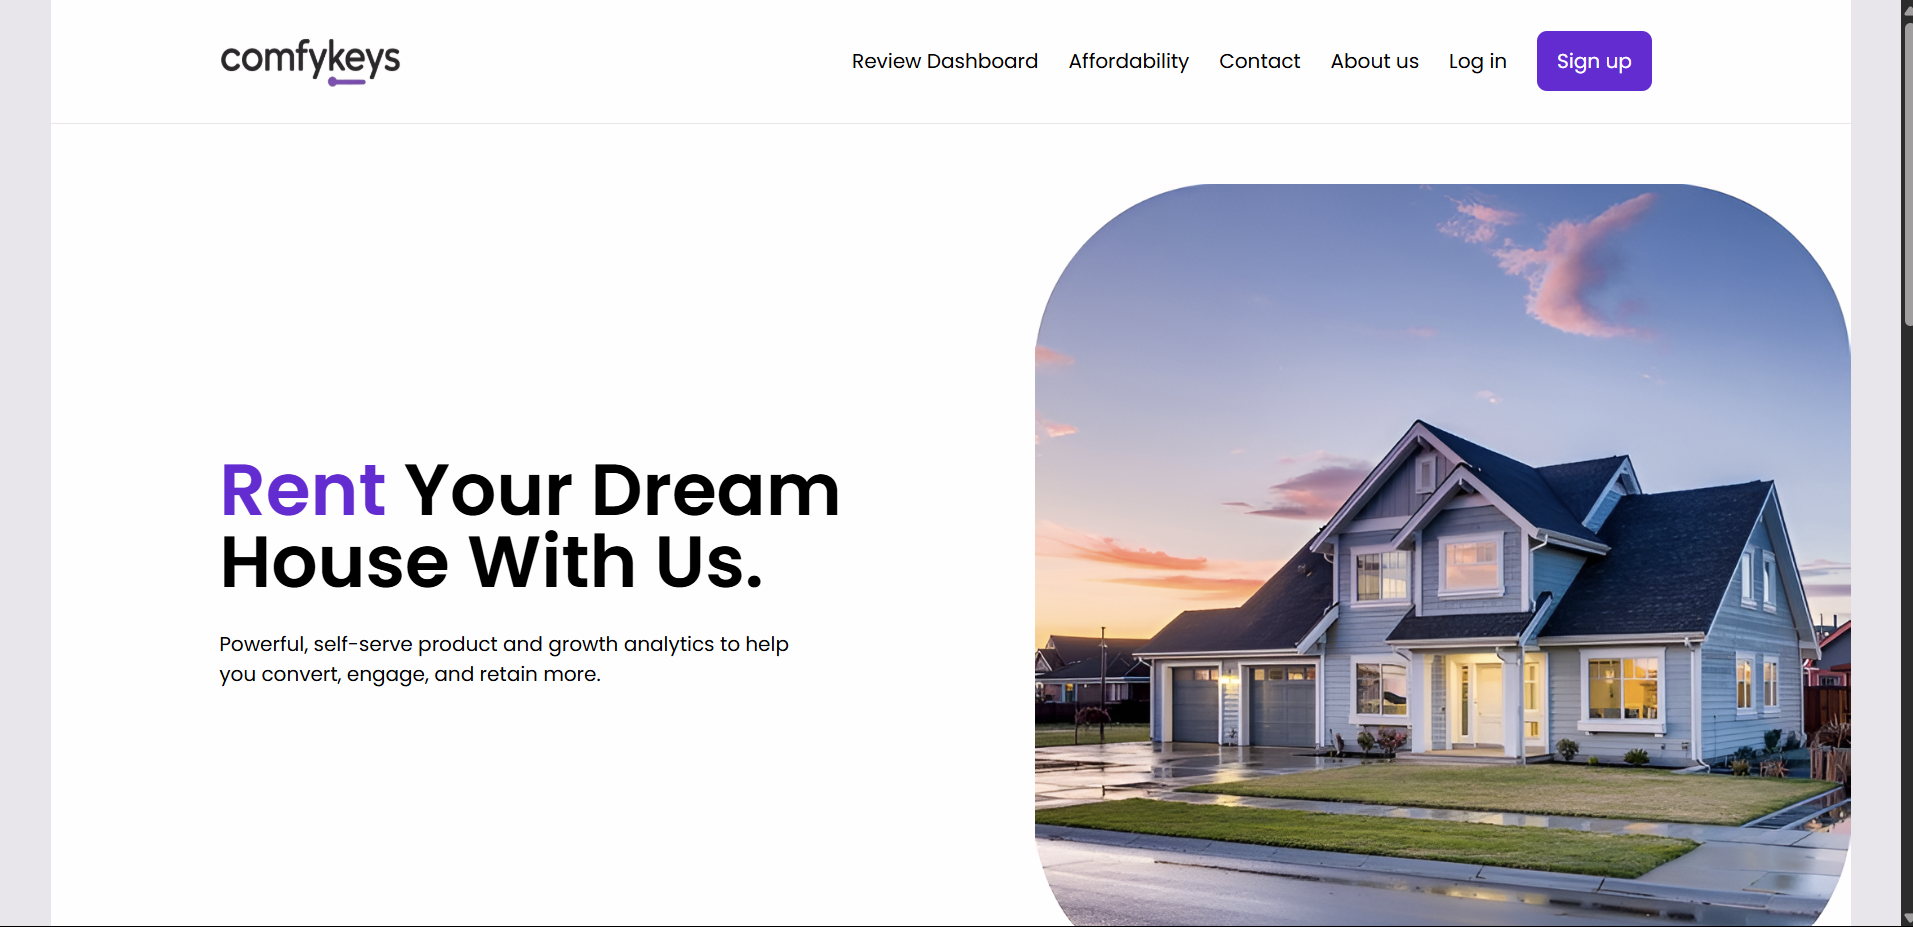 comfykeys
Review Dashboard Affordability Contact About us Log in Sign up
Rent Your Dream
House With Us.
Powerful, self-serve product and growth analytics to help
you convert, engage, and retain more.